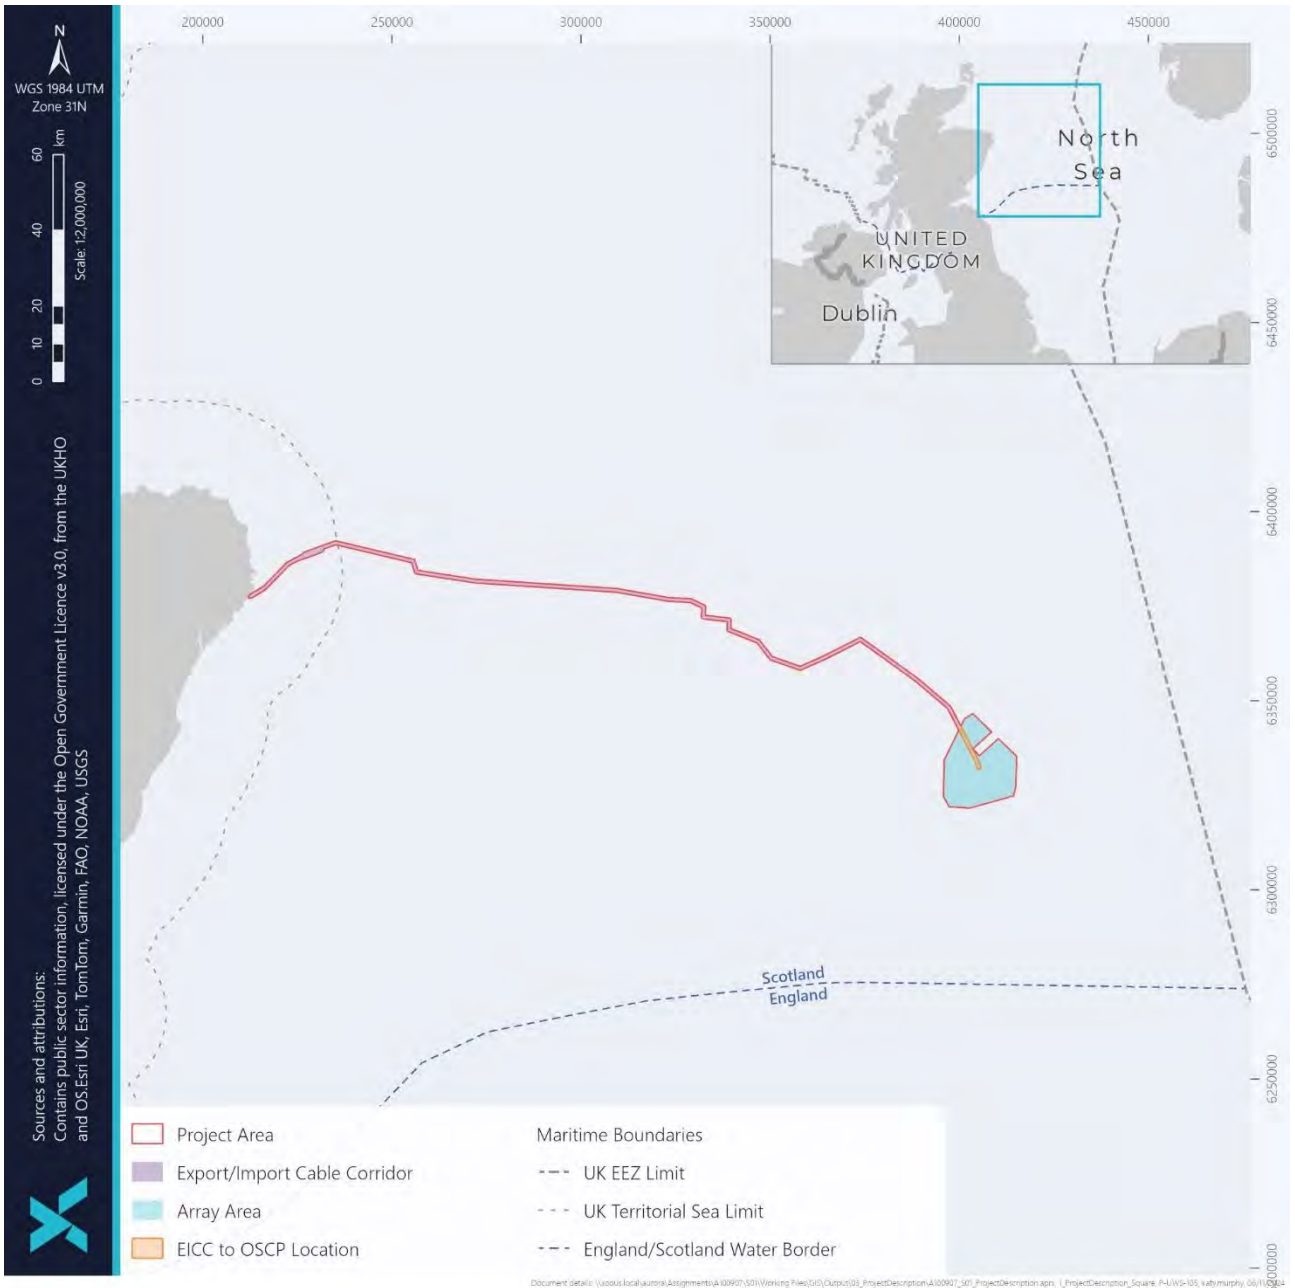 200000
250000
300000
350000
400000
450000
N
WGS 1984 UTM
Zone 31N
km
60
40
20
10
0
Scale: 1:2,000,000
Sources and attributions:
Contains public sector information, licensed under the Open Government Licence v3.0, from the UKHO
and OS.Esri UK, Esri, TomTom, Garmin, FAO, NOAA, USGS
North
Sea
UNITED
KINGDOM
Dublin
6500000
6450000
6400000
6350000
6300000
6250000
Scotland
England
Project Area
Export/Import Cable Corridor
Array Area
EICC to OSCP Location
Maritime Boundaries
UK EEZ Limit
UK Territorial Sea Limit
England/Scotland Water Border
Document details: